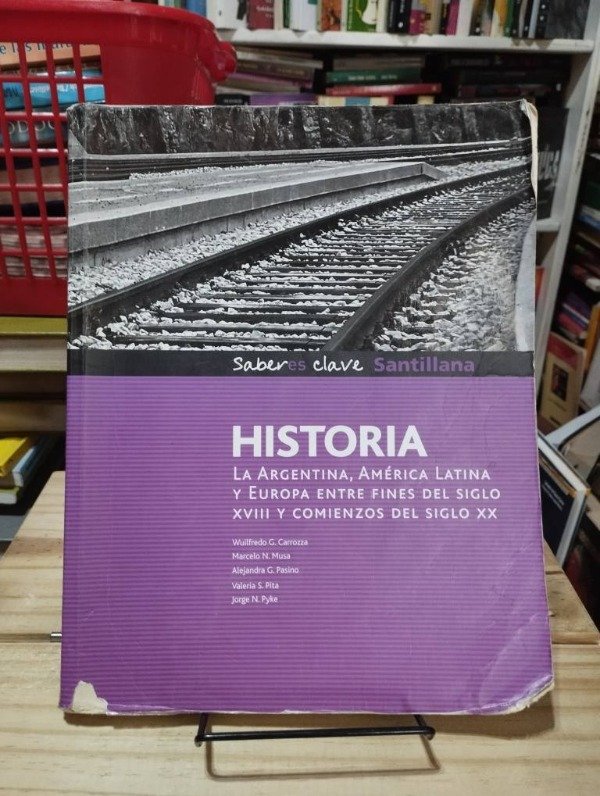 Saberes clave Santillana
HISTORIA
LA ARGENTINA, AMÉRICA LATINA
Y EUROPA ENTRE FINES DEL SIGLO
XVIII Y COMIENZOS DEL SIGLO XX
Wuilfredo G. Carrozza
Marcelo N. Musa
Alejandra G. Pasino
Valeria S. Pita
Jorge N. Pyke